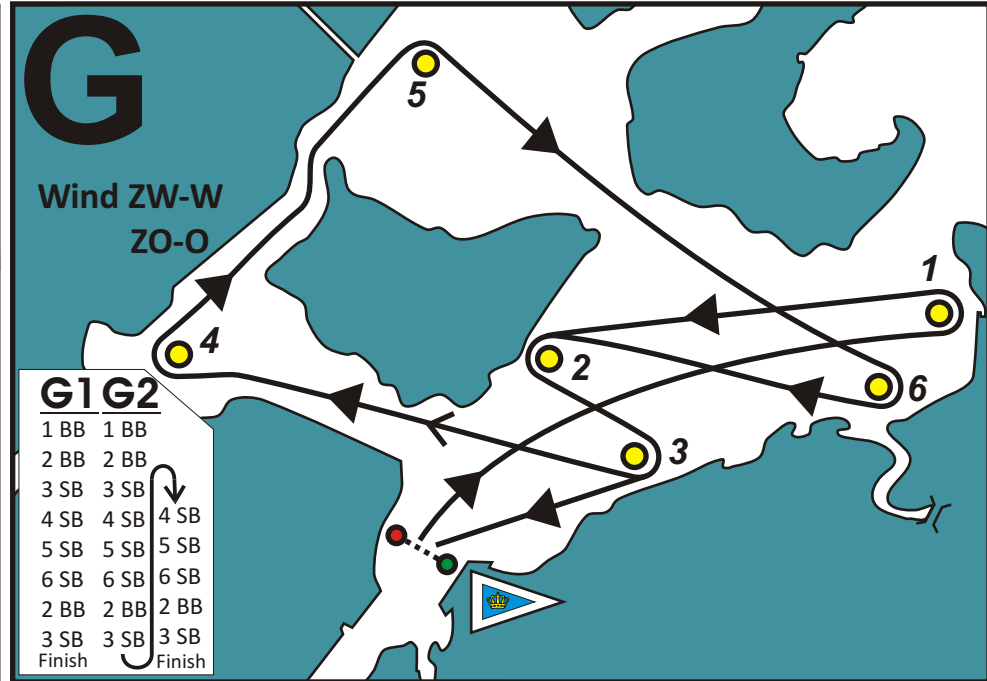 G
Wind ZW-W
ZO-O
5
1
4
2
6
3
G1 G2
1 BB 1 BB
2 BB 2 BB
3 SB 3 SB
4 SB 4 SB 4 SB
5 SB 5 SB 5 SB
6 SB 6 SB 6 SB
2 BB 2 BB 2 BB
3 SB 3 SB 3 SB
Finish Finish